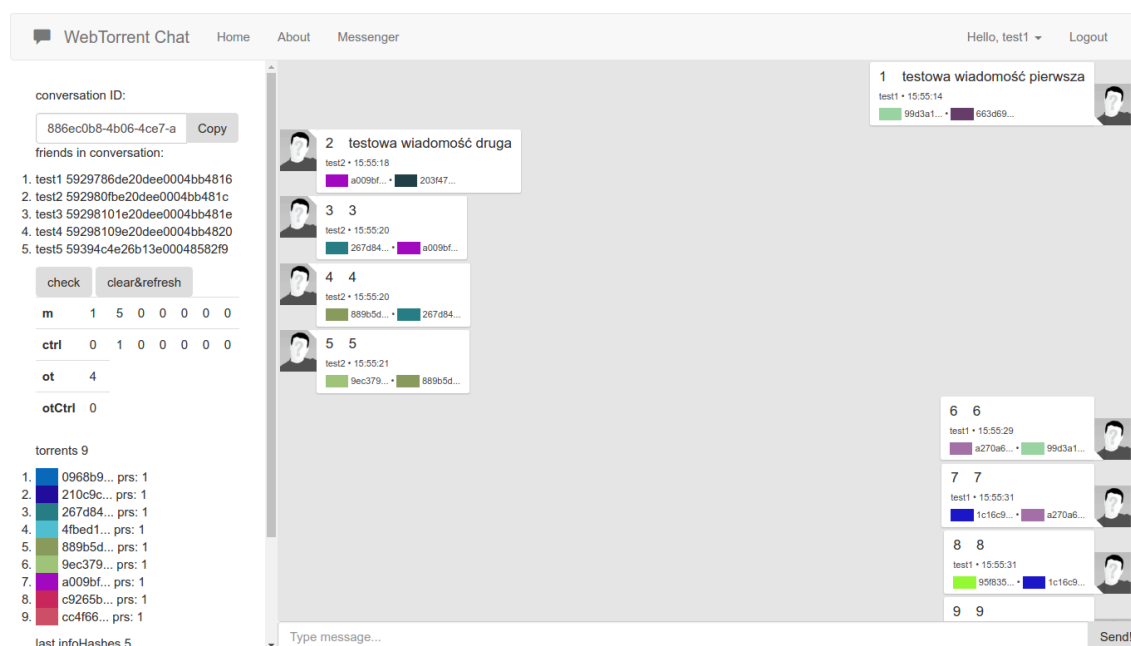 WebTorrent Chat Home About Messenger Hello, test1 Logout
conversation ID:
886ec0b8-4b06-4ce7-a Copy
friends in conversation:
1. test1 5929786de20dee0004bb4816
2. test2 592980fbe20dee0004bb481c
3. test3 59298101e20dee0004bb481e
4. test4 59298109e20dee0004bb4820
5. test5 59394c4e26b13e00048582f9
check clear&refresh
m 1 5 0 0 0 0 0
ctrl 0 1 0 0 0 0 0
ot 4
otCtrl 0
torrents 9
1. 0968b9... prs: 1
2. 210c9c... prs: 1
3. 267d84... prs: 1
4. 4fbed1... prs: 1
5. 889b5d... prs: 1
6. 9ec379... prs: 1
7. a009bf... prs: 1
8. c9265b... prs: 1
9. cc4f66... prs: 1
last infoHashes 5
1 testowa wiadomość pierwsza
test1 • 15:55:14
99d3a1... • 663d69...
2 testowa wiadomość druga
test2 • 15:55:18
a009bf... • 203f47...
3 3
test2 • 15:55:20
267d84... • a009bf...
4 4
test2 • 15:55:20
889b5d... • 267d84...
5 5
test2 • 15:55:21
9ec379... • 889b5d...
6 6
test1 • 15:55:29
a270a6... • 99d3a1...
7 7
test1 • 15:55:31
1c16c9... • a270a6...
8 8
test1 • 15:55:31
95f835... • 1c16c9...
9 9
Type message... Send!